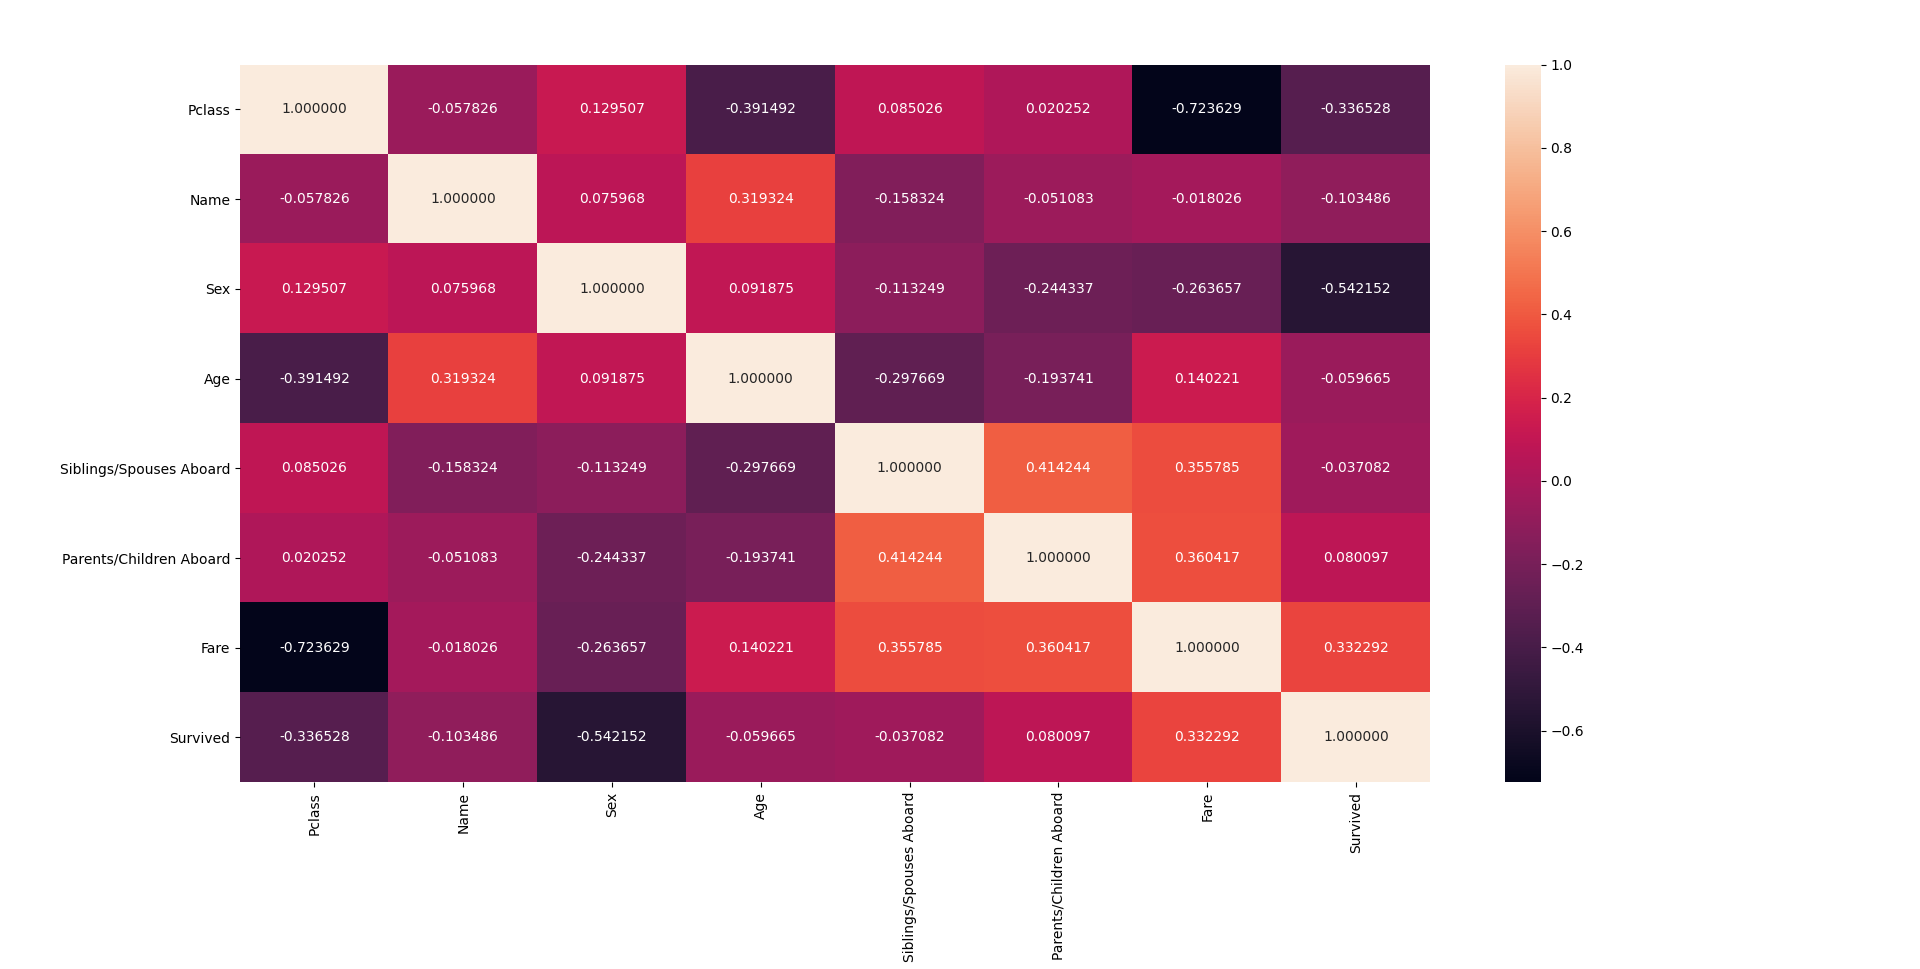 Pclass 1.000000 -0.057826 0.129507 -0.391492 0.085026 0.020252 -0.723629 -0.336528
Name -0.057826 1.000000 0.075968 0.319324 -0.158324 -0.051083 -0.018026 -0.103486
Sex 0.129507 0.075968 1.000000 0.091875 -0.113249 -0.244337 -0.263657 -0.542152
Age -0.391492 0.319324 0.091875 1.000000 -0.297669 -0.193741 0.140221 -0.059665
Siblings/Spouses Aboard 0.085026 -0.158324 -0.113249 -0.297669 1.000000 0.414244 0.355785 -0.037082
Parents/Children Aboard 0.020252 -0.051083 -0.244337 -0.193741 0.414244 1.000000 0.360417 0.080097
Fare -0.723629 -0.018026 -0.263657 0.140221 0.355785 0.360417 1.000000 0.332292
Survived -0.336528 -0.103486 -0.542152 -0.059665 -0.037082 0.080097 0.332292 1.000000
Pclass
Name
Sex
Age
Siblings/Spouses Aboard
Parents/Children Aboard
Fare
Survived
1.0
0.8
0.6
0.4
0.2
0.0
−0.2
−0.4
−0.6